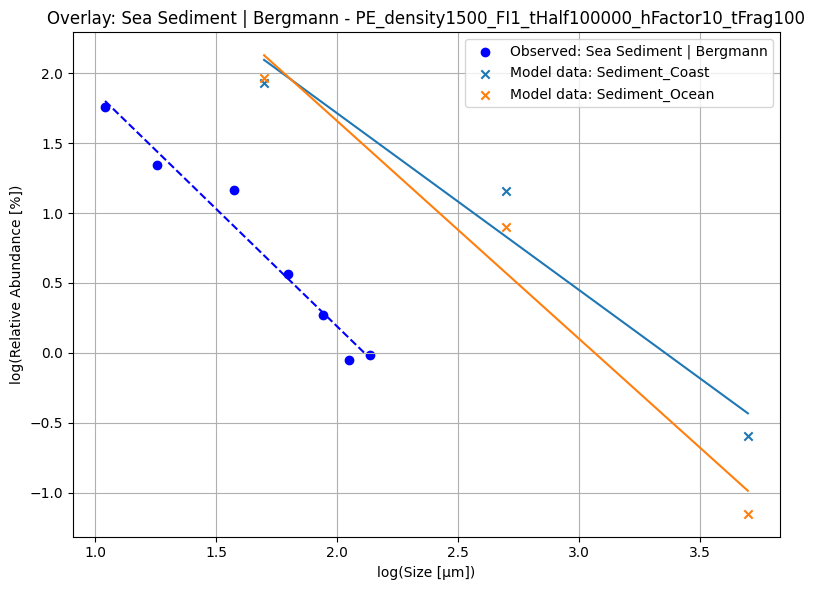 Overlay: Sea Sediment | Bergmann - PE_density1500_FI1_tHalf100000_hFactor10_tFrag100
Observed: Sea Sediment | Bergmann
Model data: Sediment_Coast
Model data: Sediment_Ocean
log(Relative Abundance [%])
2.0
1.5
1.0
0.5
0.0
−0.5
−1.0
1.0 1.5 2.0 2.5 3.0 3.5
log(Size [µm])